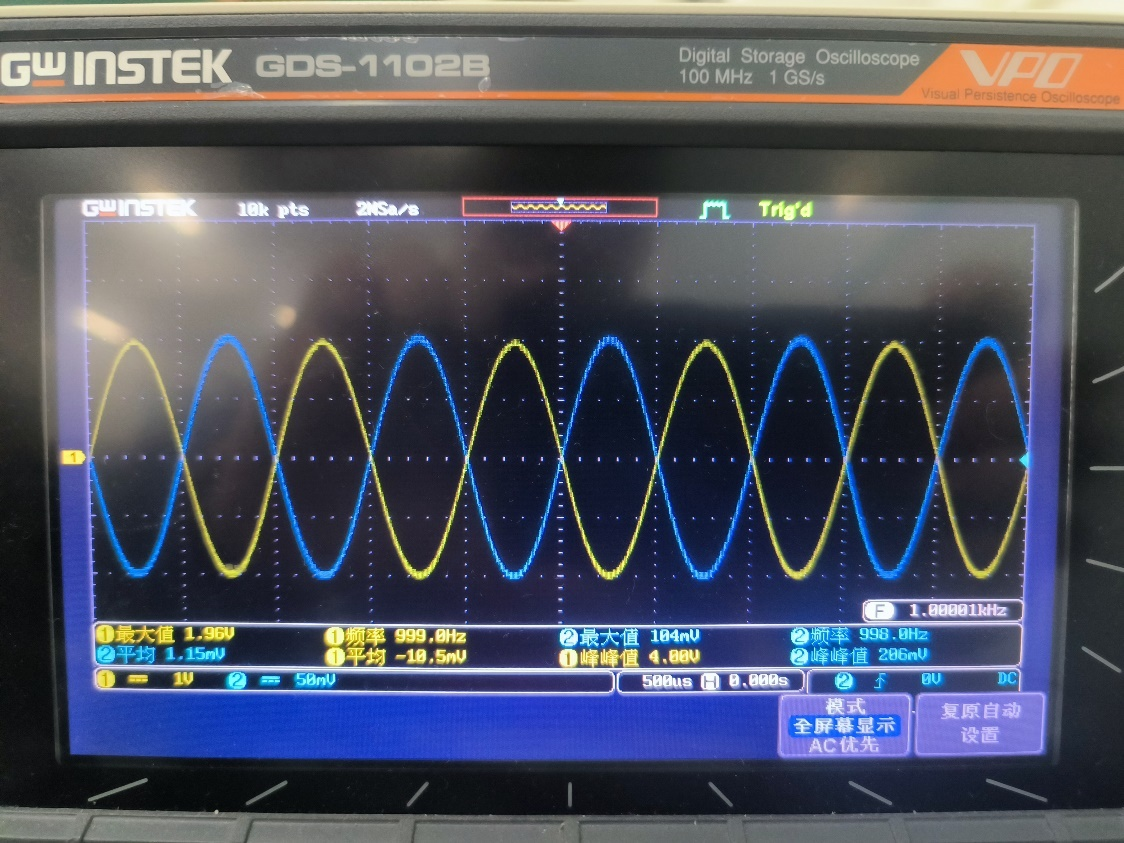 GWINSTEK GDS-1102B Digital Storage Oscilloscope VPO
100 MHz 1 GS/s Visual Persistence Oscilloscope
GWINSTEK 10k pts 2MSa/s Trig'd
1
F 1.00001kHz
1 最大值 1.96V 1 频率 999.0Hz 2 最大值 104mV 2 频率 998.0Hz
2 平均 1.15mV 1 平均 -10.5mV 1 峰峰值 4.00V 2 峰峰值 206mV
1 1V 2 50mV 500us H 0.000s 2 0V DC
模式
全屏幕显示
AC优先
复原自动
设置